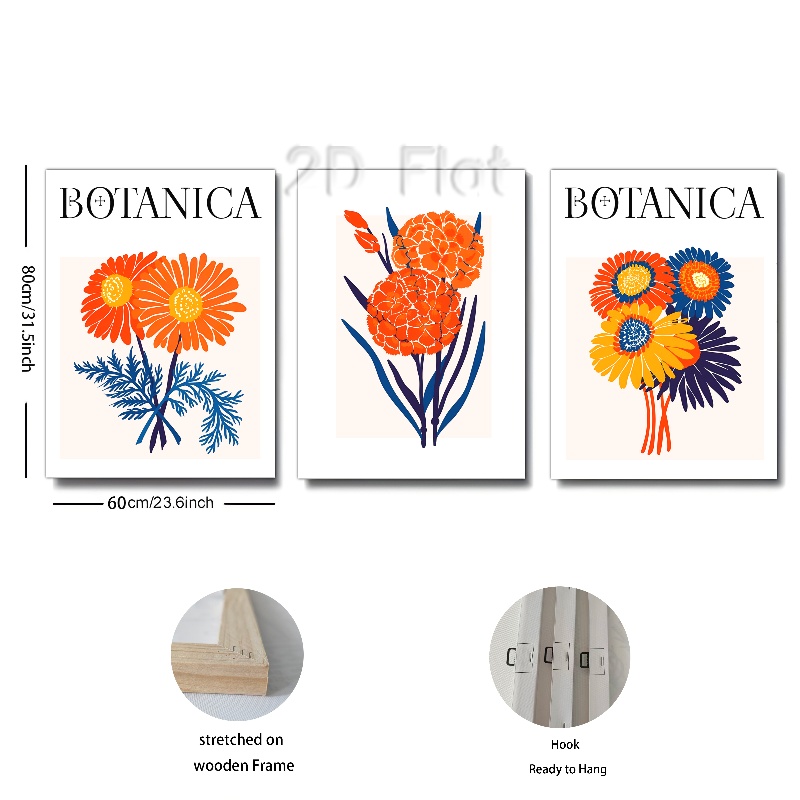 2D Flat
BOTANICA
BOTANICA
80cm/31.5inch
60cm/23.6inch
stretched on
wooden Frame
Hook
Ready to Hang